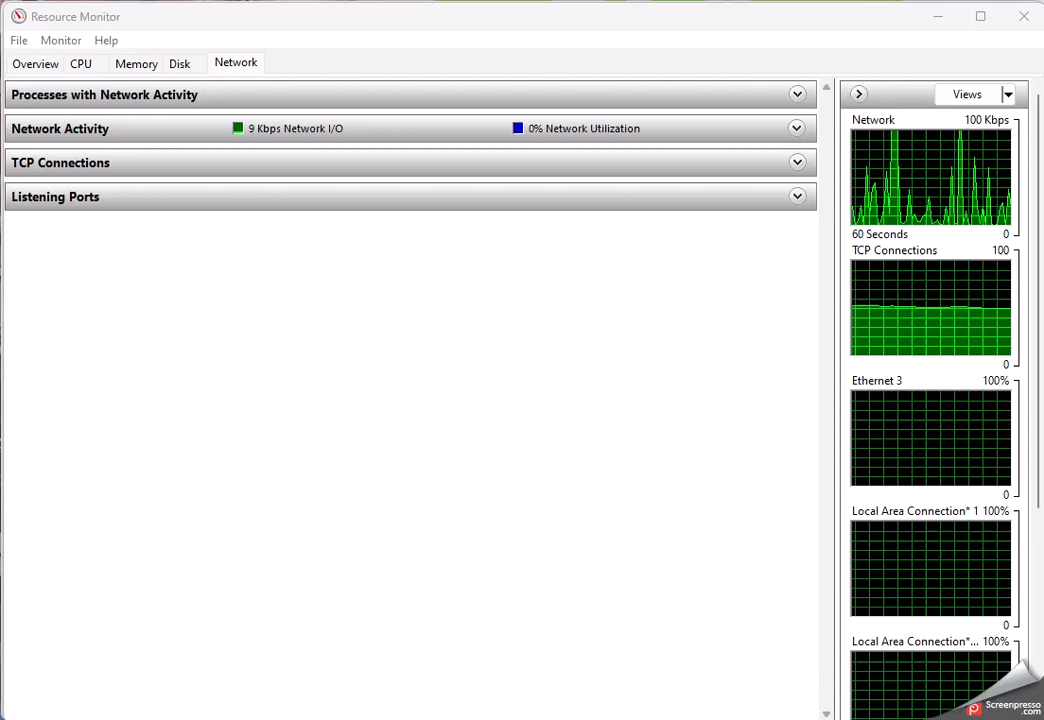 Resource Monitor
File Monitor Help
Overview CPU Memory Disk Network
Processes with Network Activity
Network Activity 9 Kbps Network I/O 0% Network Utilization
TCP Connections
Listening Ports
Views
Network 100 Kbps
60 Seconds 0
TCP Connections 100
0
Ethernet 3 100%
0
Local Area Connection* 1 100%
0
Local Area Connection*... 100%
Screenpresso
.com